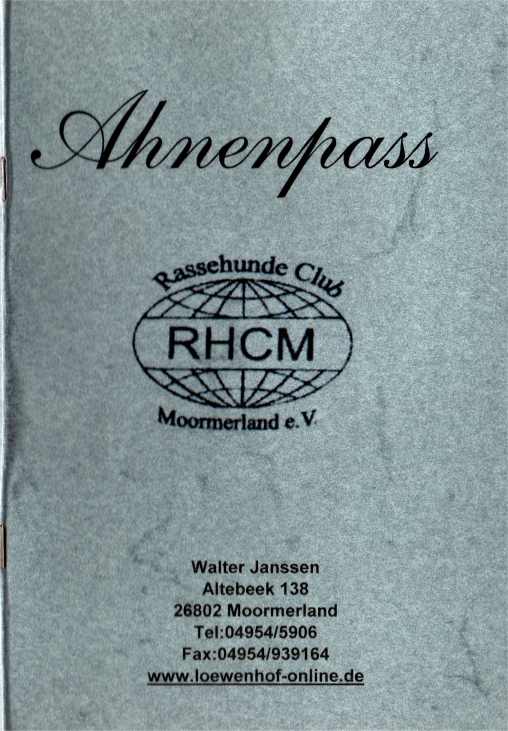 Ahnenpass
Rassehunde Club
RHCM
Moormerland e.V.
Walter Janssen
Altebeek 138
26802 Moormerland
Tel:04954/5906
Fax:04954/939164
www.loewenhof-online.de